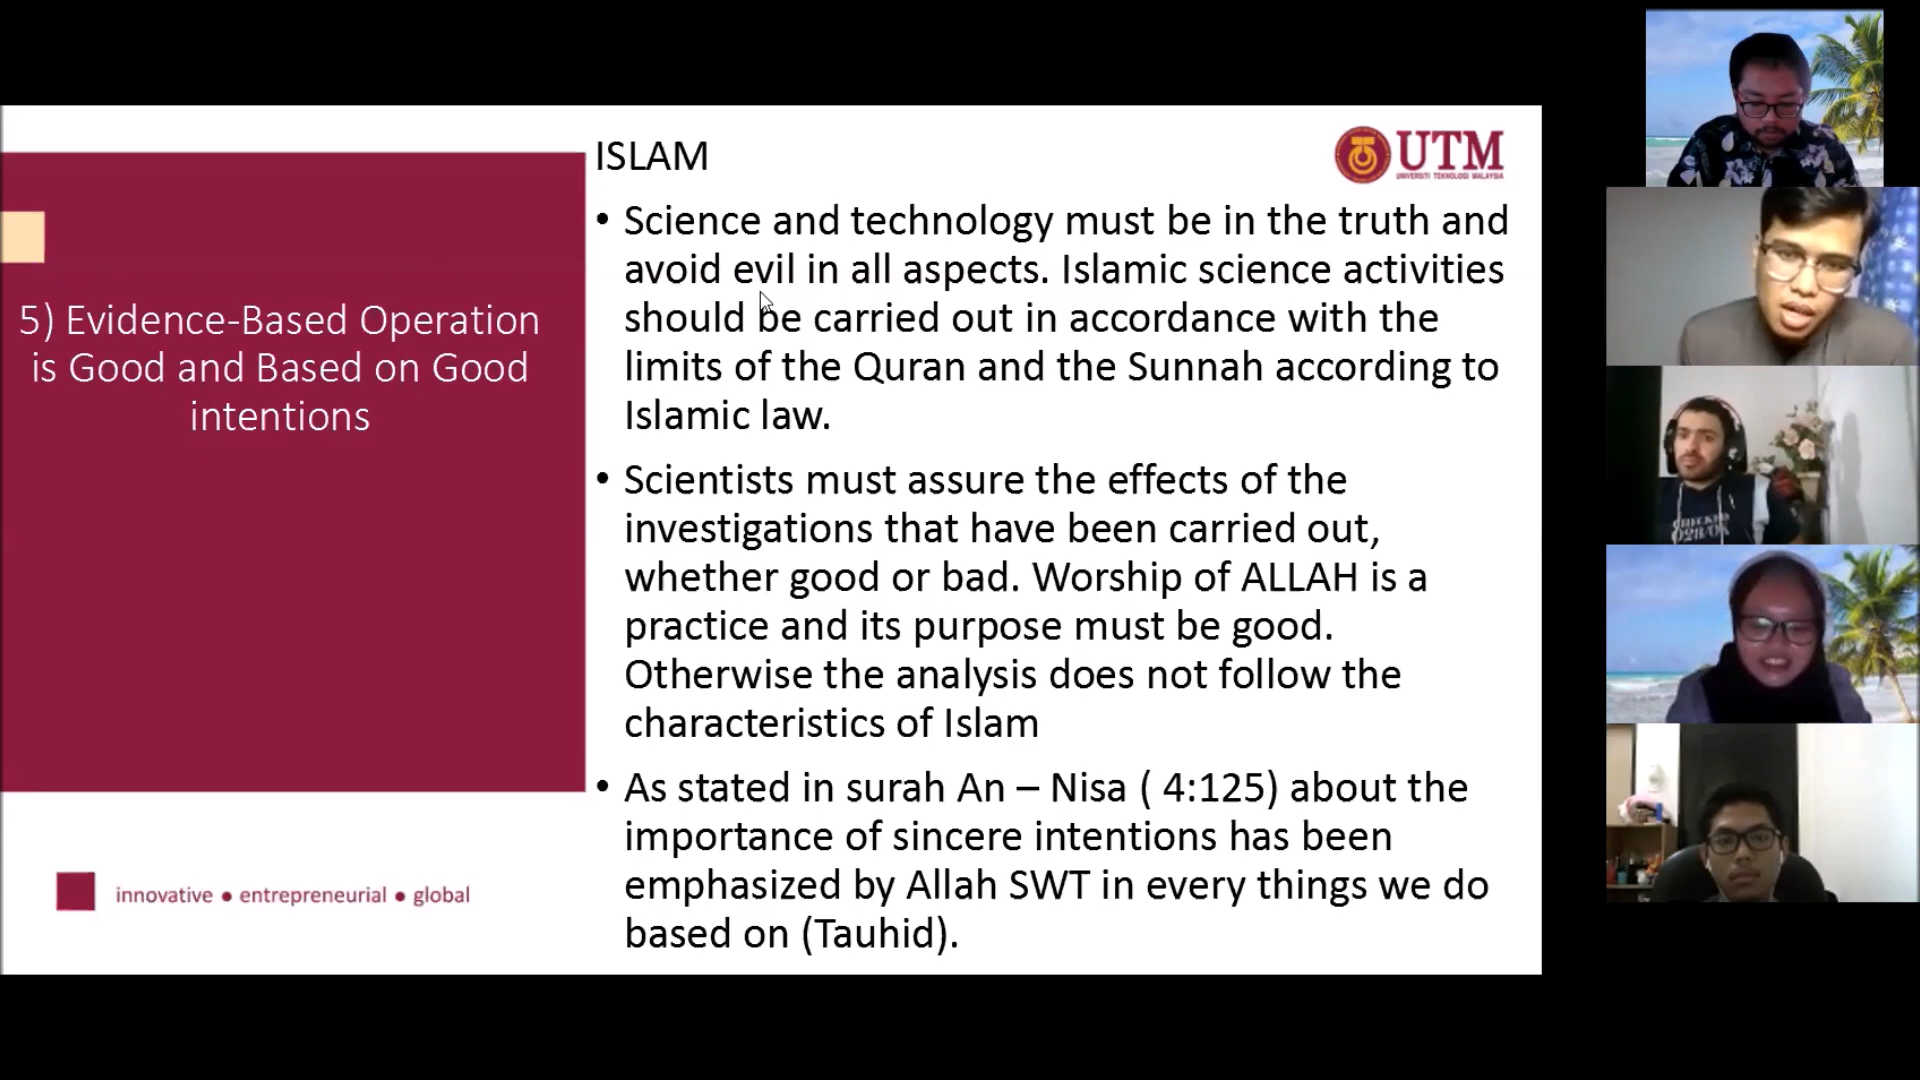 5) Evidence-Based Operation
is Good and Based on Good
intentions
innovative ● entrepreneurial ● global
ISLAM
UTM
UNIVERSITI TEKNOLOGI MALAYSIA
• Science and technology must be in the truth and
avoid evil in all aspects. Islamic science activities
should be carried out in accordance with the
limits of the Quran and the Sunnah according to
Islamic law.
• Scientists must assure the effects of the
investigations that have been carried out,
whether good or bad. Worship of ALLAH is a
practice and its purpose must be good.
Otherwise the analysis does not follow the
characteristics of Islam
• As stated in surah An – Nisa ( 4:125) about the
importance of sincere intentions has been
emphasized by Allah SWT in every things we do
based on (Tauhid).